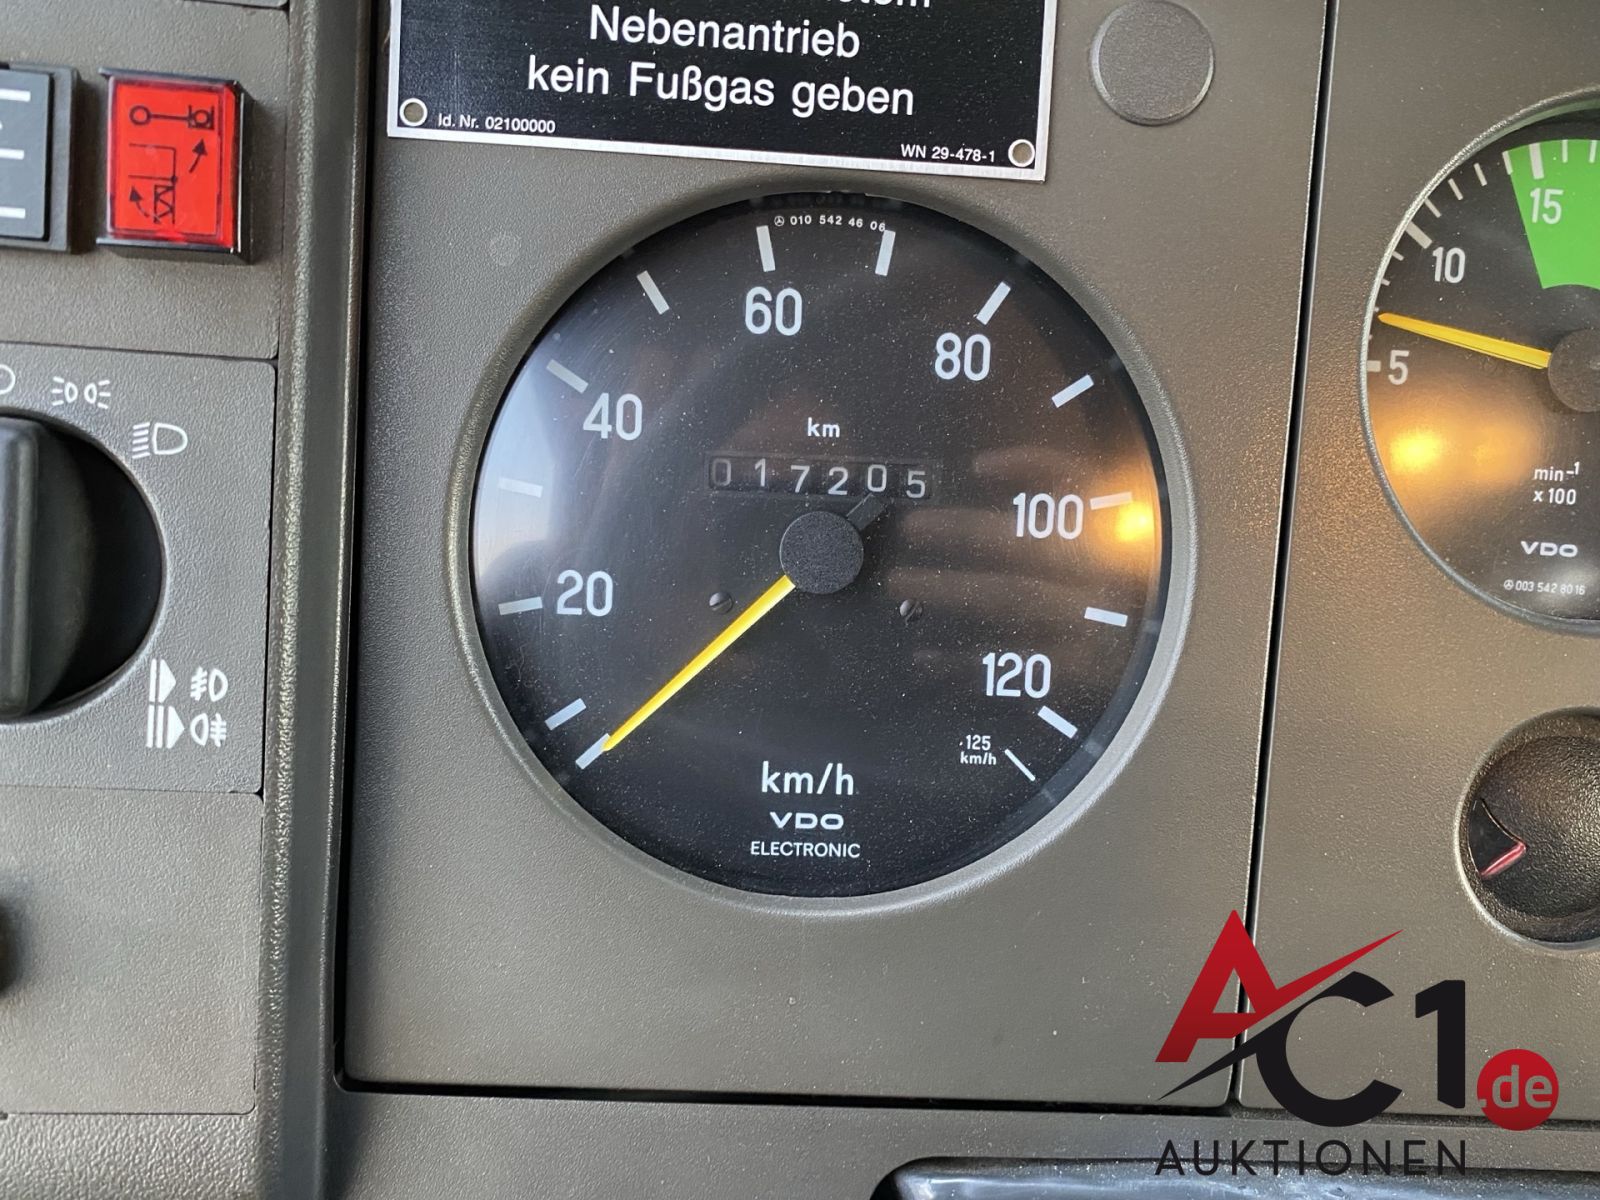 Nebenantrieb
kein Fußgas geben
Id. Nr. 02100000
WN 29-478-1
010 542 46 06
60
80
40
km
017205
100
20
120
125
km/h
km/h
VDO
ELECTRONIC
15
10
5
min-1
x 100
VDO
003 542 80 16
AC1.de
AUKTIONEN